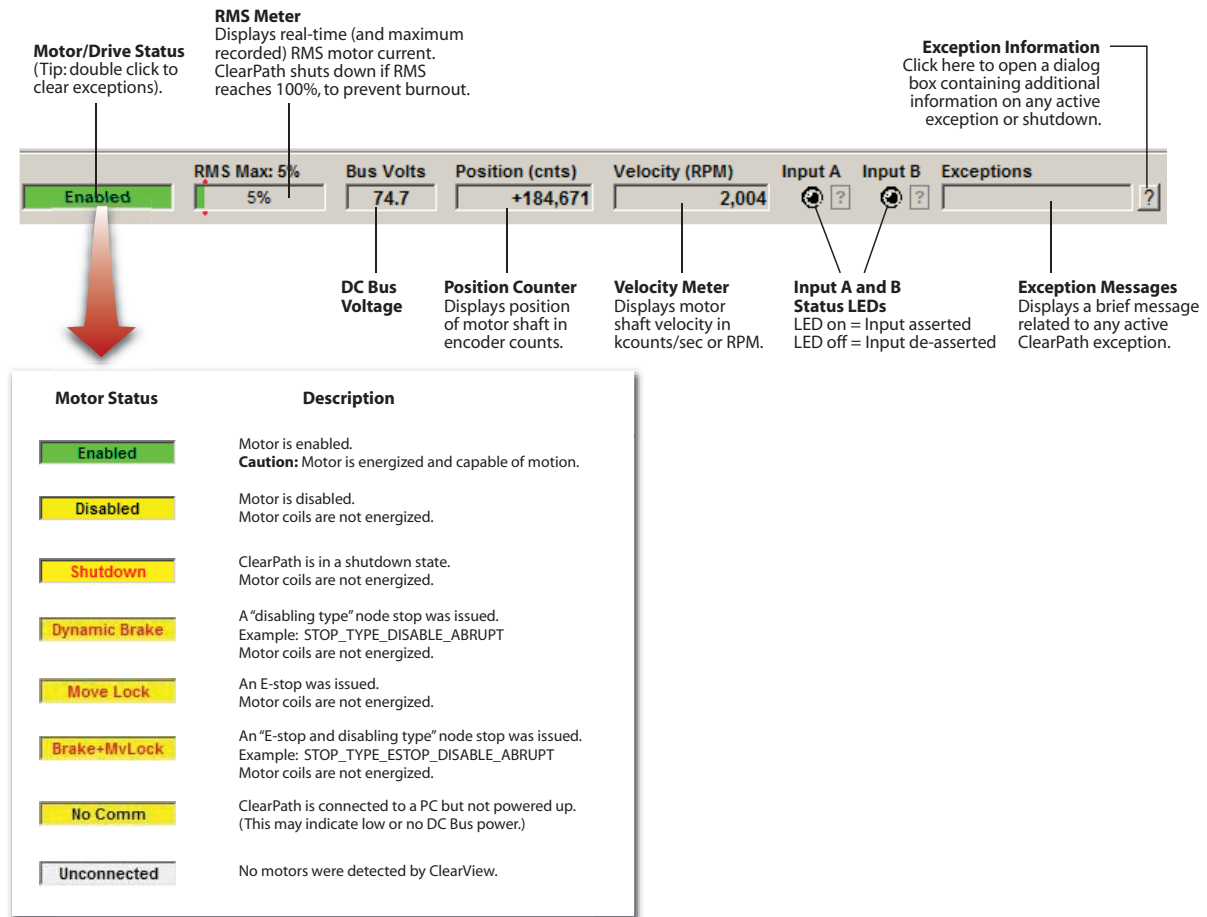 RMS Meter
Displays real-time (and maximum
recorded) RMS motor current.
ClearPath shuts down if RMS
reaches 100%, to prevent burnout.
Motor/Drive Status
(Tip: double click to
clear exceptions).
Exception Information
Click here to open a dialog
box containing additional
information on any active
exception or shutdown.
RMS Max: 5% Bus Volts Position (cnts) Velocity (RPM) Input A Input B Exceptions
Enabled 5% 74.7 +184,671 2,004 ? ? ?
DC Bus
Voltage
Position Counter
Displays position
of motor shaft in
encoder counts.
Velocity Meter
Displays motor
shaft velocity in
kcounts/sec or RPM.
Input A and B
Status LEDs
LED on = Input asserted
LED off = Input de-asserted
Exception Messages
Displays a brief message
related to any active
ClearPath exception.
Motor Status Description
Enabled
Motor is enabled.
Caution: Motor is energized and capable of motion.
Disabled
Motor is disabled.
Motor coils are not energized.
Shutdown
ClearPath is in a shutdown state.
Motor coils are not energized.
Dynamic Brake
A “disabling type” node stop was issued.
Example: STOP_TYPE_DISABLE_ABRUPT
Motor coils are not energized.
Move Lock
An E-stop was issued.
Motor coils are not energized.
Brake+MvLock
An “E-stop and disabling type” node stop was issued.
Example: STOP_TYPE_ESTOP_DISABLE_ABRUPT
Motor coils are not energized.
No Comm
ClearPath is connected to a PC but not powered up.
(This may indicate low or no DC Bus power.)
Unconnected
No motors were detected by ClearView.